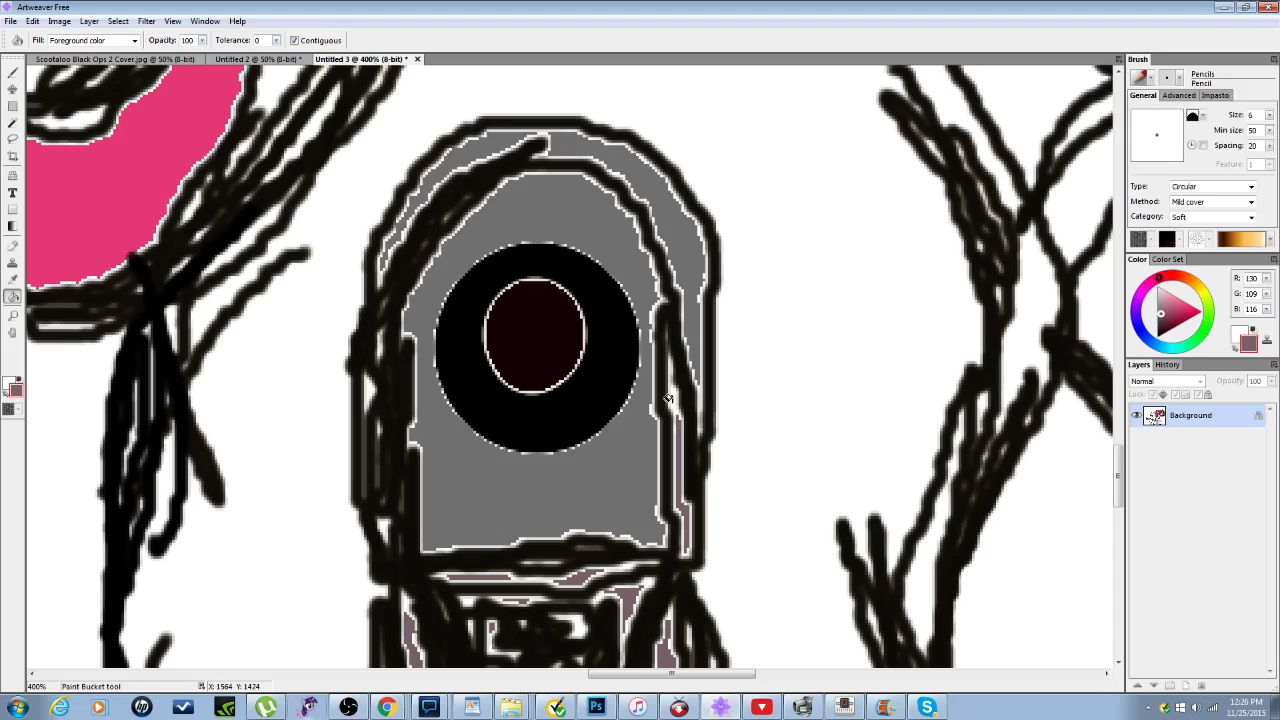 Artweaver Free
File Edit Image Layer Select Filter View Window Help
Fill: Foreground color Opacity: 100 Tolerance: 0 Contiguous
Scootaloo Black Ops 2 Cover.jpg @ 50% (8-bit) Untitled 2 @ 50% (8-bit) * Untitled 3 @ 400% (8-bit) *
Brush
Pencils
Pencil
General Advanced Impasto
Size: 6
Min size: 50
Spacing: 20
Feature: 1
Type: Circular
Method: Mild cover
Category: Soft
Color Color Set
R: 130
G: 109
B: 116
Layers History
Normal Opacity: 100
Lock:
Background
400% Paint Bucket tool X: 1564 Y: 1424
12:26 PM
11/25/2015